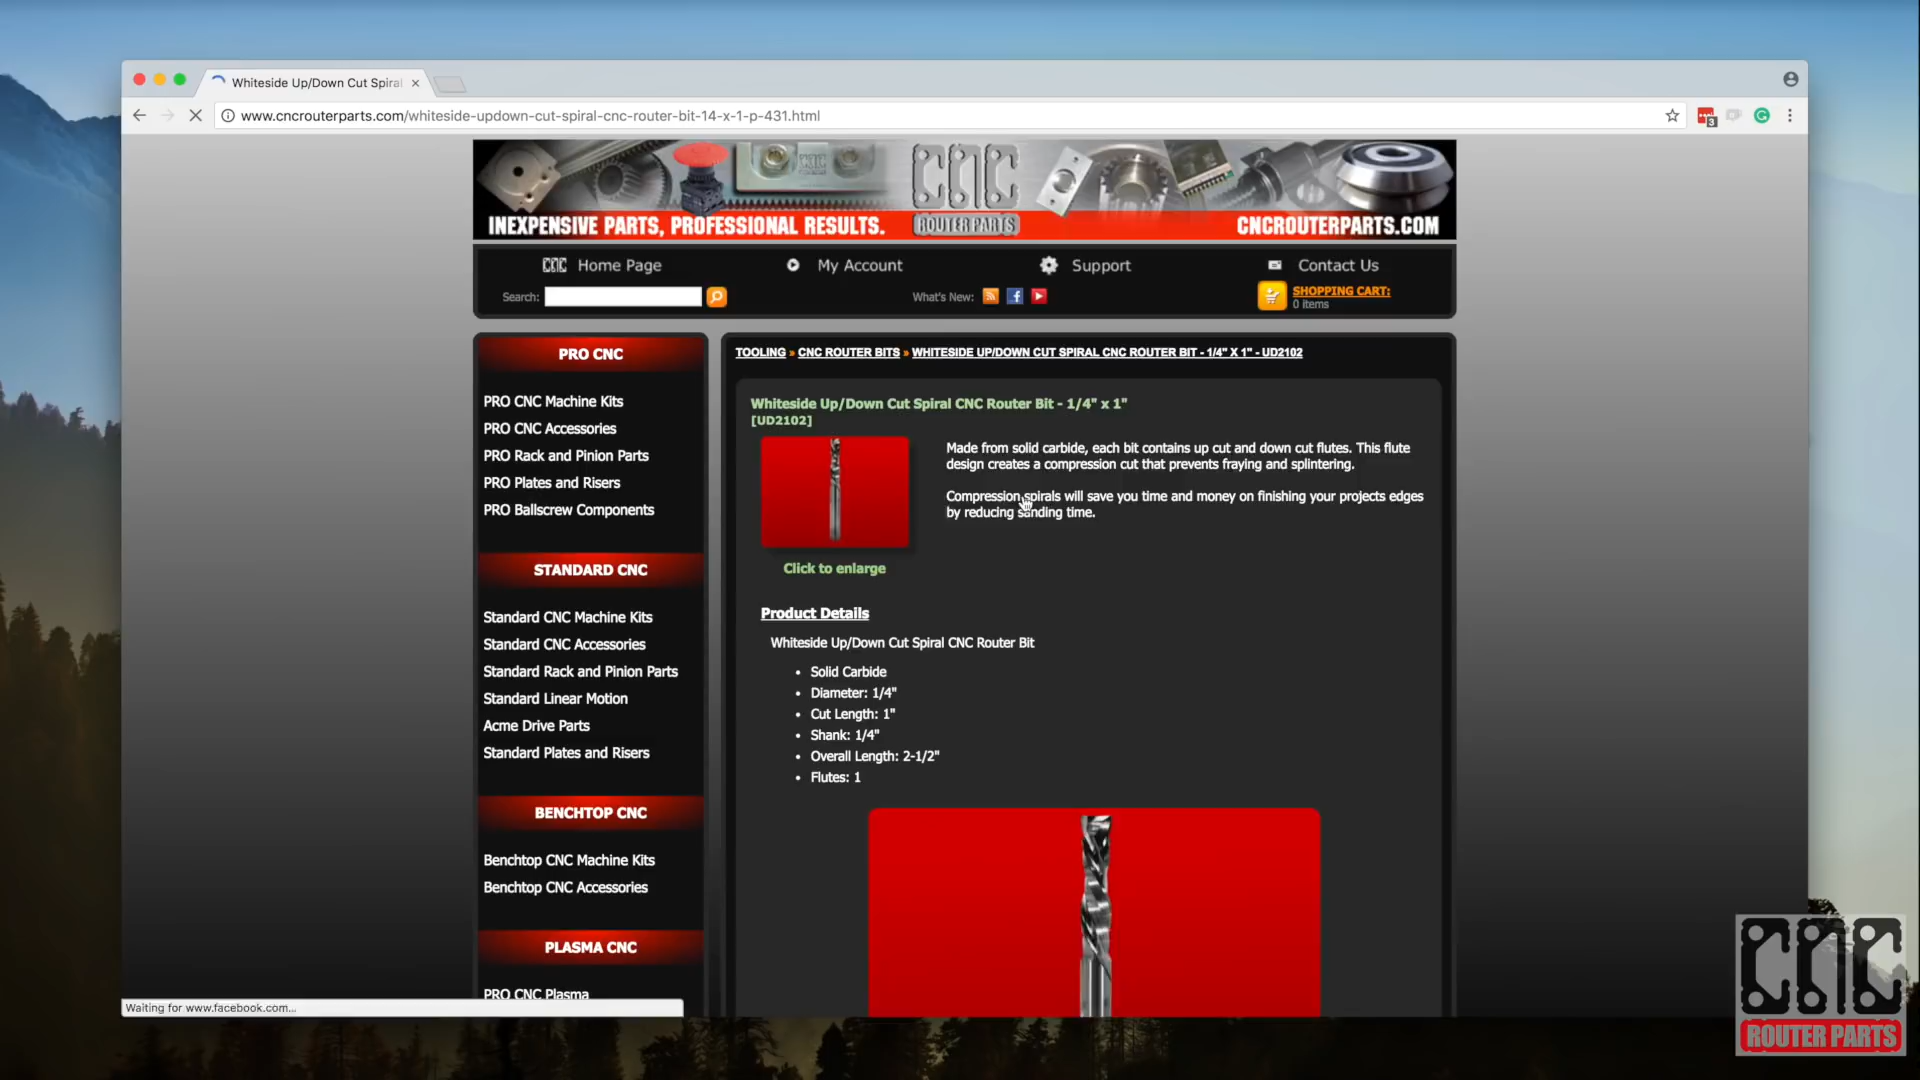 Whiteside Up/Down Cut Spiral
www.cncrouterparts.com/whiteside-updown-cut-spiral-cnc-router-bit-14-x-1-p-431.html
3
CNC
INEXPENSIVE PARTS, PROFESSIONAL RESULTS.
ROUTER PARTS
CNCROUTERPARTS.COM
CNC Home Page
My Account
Support
Contact Us
Search:
What's New:
SHOPPING CART:
0 items
PRO CNC
PRO CNC Machine Kits
PRO CNC Accessories
PRO Rack and Pinion Parts
PRO Plates and Risers
PRO Ballscrew Components
STANDARD CNC
Standard CNC Machine Kits
Standard CNC Accessories
Standard Rack and Pinion Parts
Standard Linear Motion
Acme Drive Parts
Standard Plates and Risers
BENCHTOP CNC
Benchtop CNC Machine Kits
Benchtop CNC Accessories
PLASMA CNC
PRO CNC Plasma
TOOLING » CNC ROUTER BITS » WHITESIDE UP/DOWN CUT SPIRAL CNC ROUTER BIT - 1/4" X 1" - UD2102
Whiteside Up/Down Cut Spiral CNC Router Bit - 1/4" x 1"
[UD2102]
Made from solid carbide, each bit contains up cut and down cut flutes. This flute
design creates a compression cut that prevents fraying and splintering.
Compression spirals will save you time and money on finishing your projects edges
by reducing sanding time.
Click to enlarge
Product Details
Whiteside Up/Down Cut Spiral CNC Router Bit
• Solid Carbide
• Diameter: 1/4"
• Cut Length: 1"
• Shank: 1/4"
• Overall Length: 2-1/2"
• Flutes: 1
Waiting for www.facebook.com...
CNC
ROUTER PARTS